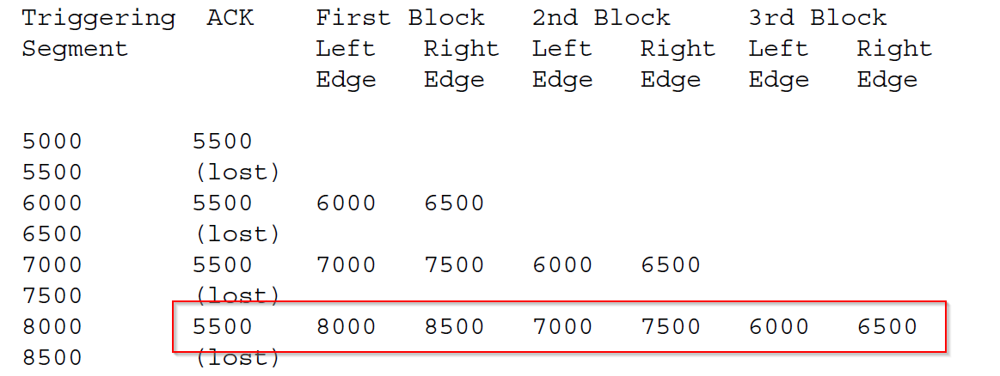 Triggering ACK First Block 2nd Block 3rd Block
Segment Left Right Left Right Left Right
Edge Edge Edge Edge Edge Edge
5000 5500
5500 (lost)
6000 5500 6000 6500
6500 (lost)
7000 5500 7000 7500 6000 6500
7500 (lost)
8000 5500 8000 8500 7000 7500 6000 6500
8500 (lost)